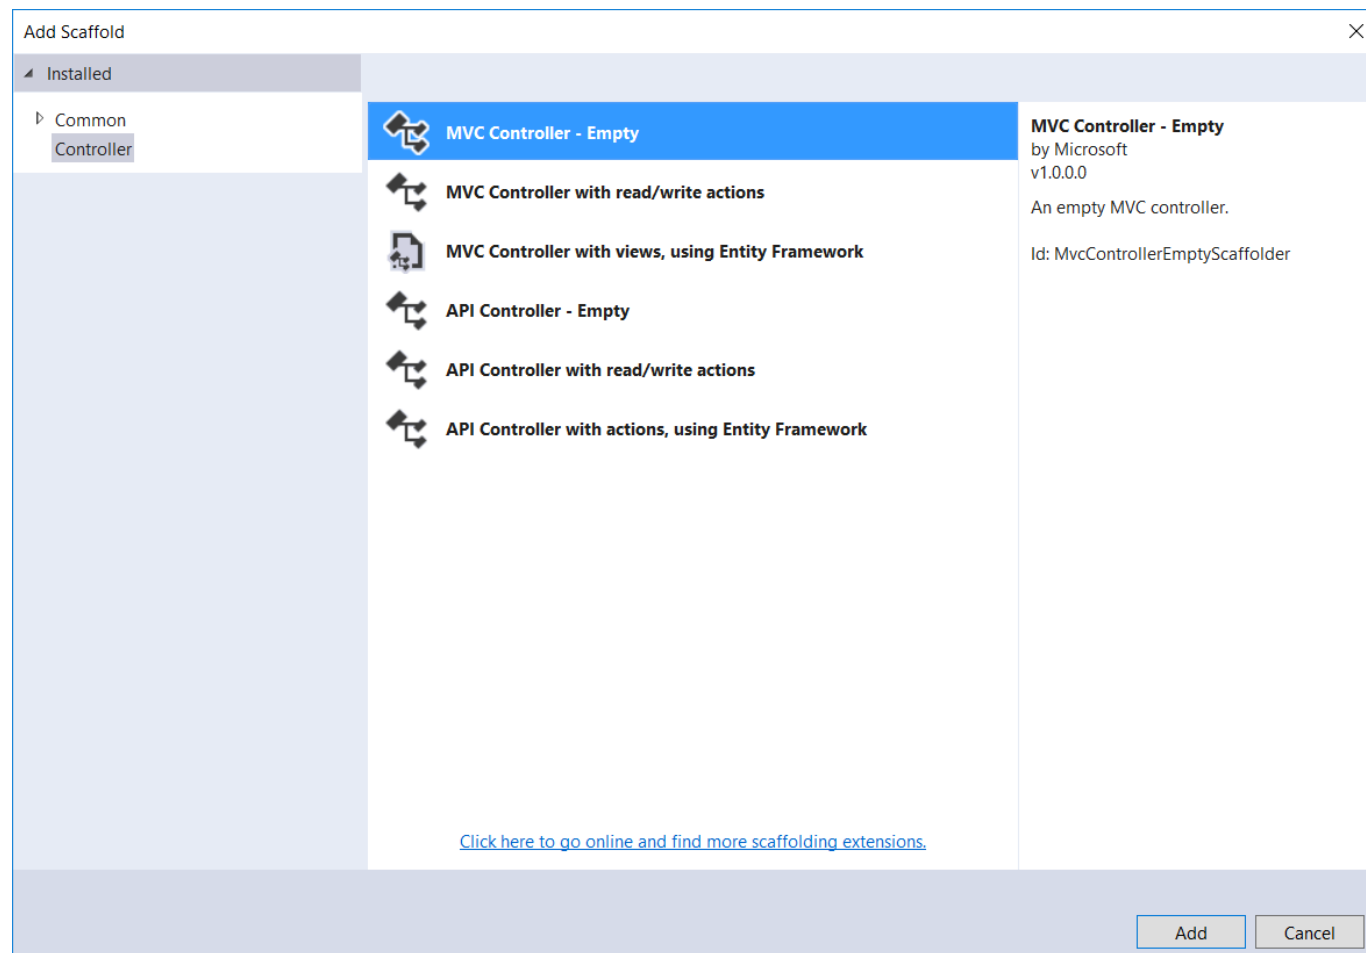 Add Scaffold
Installed
Common
Controller
MVC Controller - Empty
MVC Controller with read/write actions
MVC Controller with views, using Entity Framework
API Controller - Empty
API Controller with read/write actions
API Controller with actions, using Entity Framework
Click here to go online and find more scaffolding extensions.
MVC Controller - Empty
by Microsoft
v1.0.0.0
An empty MVC controller.
Id: MvcControllerEmptyScaffolder
Add
Cancel